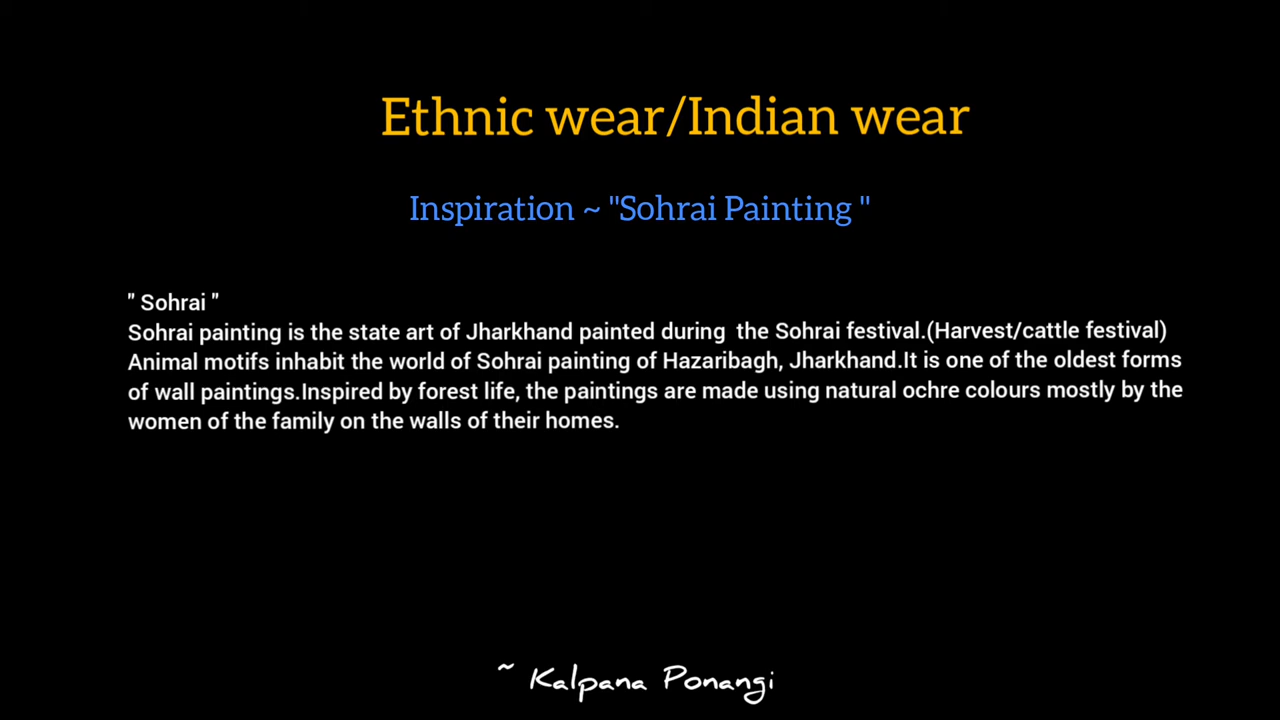 Ethnic wear/Indian wear
Inspiration ~ "Sohrai Painting "
" Sohrai "
Sohrai painting is the state art of Jharkhand painted during  the Sohrai festival.(Harvest/cattle festival)
Animal motifs inhabit the world of Sohrai painting of Hazaribagh, Jharkhand.It is one of the oldest forms
of wall paintings.Inspired by forest life, the paintings are made using natural ochre colours mostly by the
women of the family on the walls of their homes.
~ Kalpana Ponangi